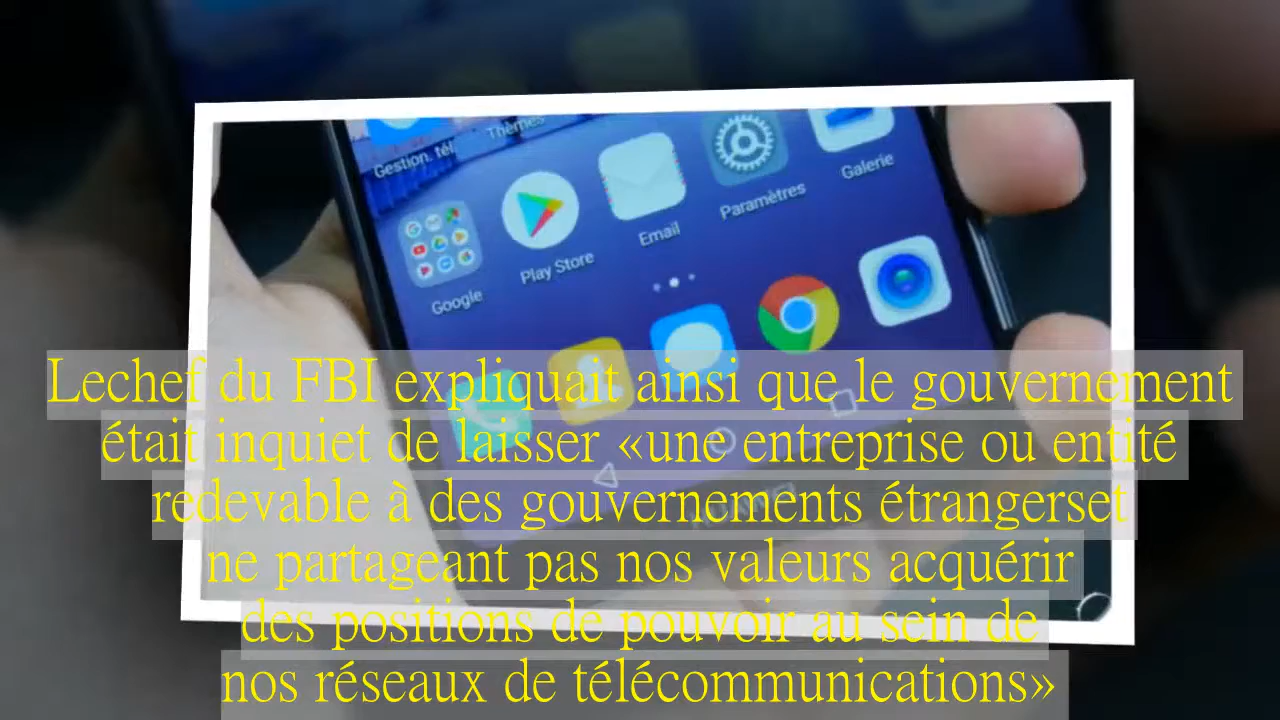 Thèmes
Gestion. tél.
Galerie
Paramètres
Email
Play Store
Google
Lechef du FBI expliquait ainsi que le gouvernement
était inquiet de laisser «une entreprise ou entité
redevable à des gouvernements étrangerset
ne partageant pas nos valeurs acquérir
des positions de pouvoir au sein de
nos réseaux de télécommunications»
HUAWEI